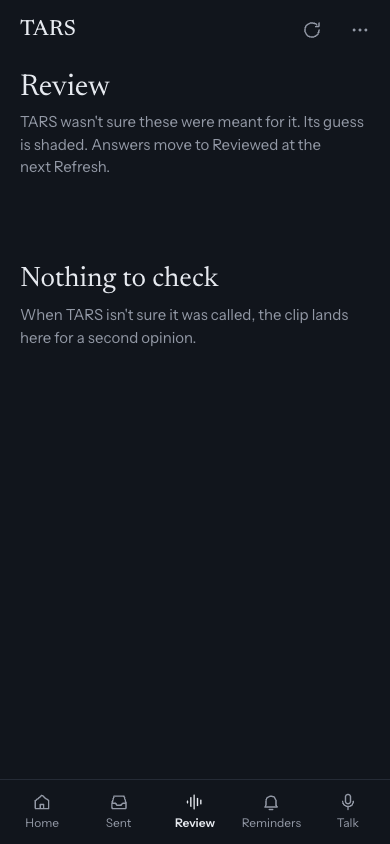 TARS
Review
TARS wasn't sure these were meant for it. Its guess
is shaded. Answers move to Reviewed at the
next Refresh.
Nothing to check
When TARS isn't sure it was called, the clip lands
here for a second opinion.
Home
Sent
Review
Reminders
Talk